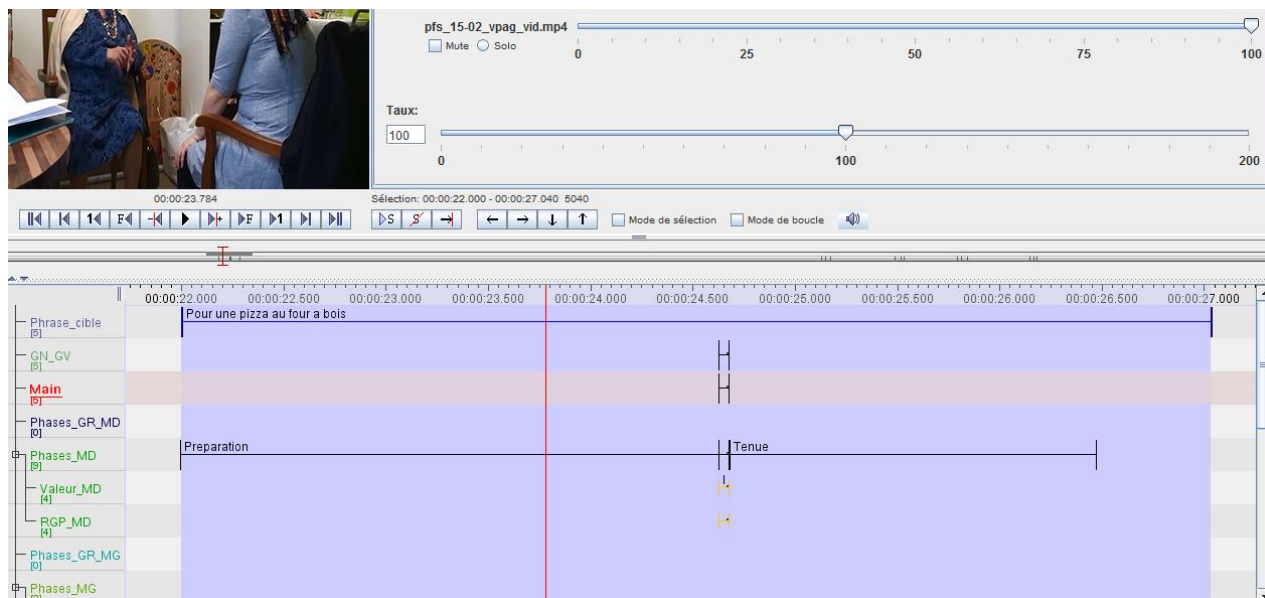 pfs_15-02_vpag_vid.mp4
Mute Solo
0 25 50 75 100
Taux:
100
0 100 200
00:00:23.784
Sélection: 00:00:22.000 - 00:00:27.040 5040
1 F - + F 1 S S Mode de sélection Mode de boucle
00:00:22.000 00:00:22.500 00:00:23.000 00:00:23.500 00:00:24.000 00:00:24.500 00:00:25.000 00:00:25.500 00:00:26.000 00:00:26.500 00:00:27.000
Pour une pizza au four a bois
Phrase_cible
[5]
GN_GV
[5]
Main
[5]
Phases_GR_MD
[0]
Preparation Tenue
Phases_MD
[9]
Valeur_MD
[4]
RGP_MD
[4]
Phases_GR_MG
[0]
Phases_MG